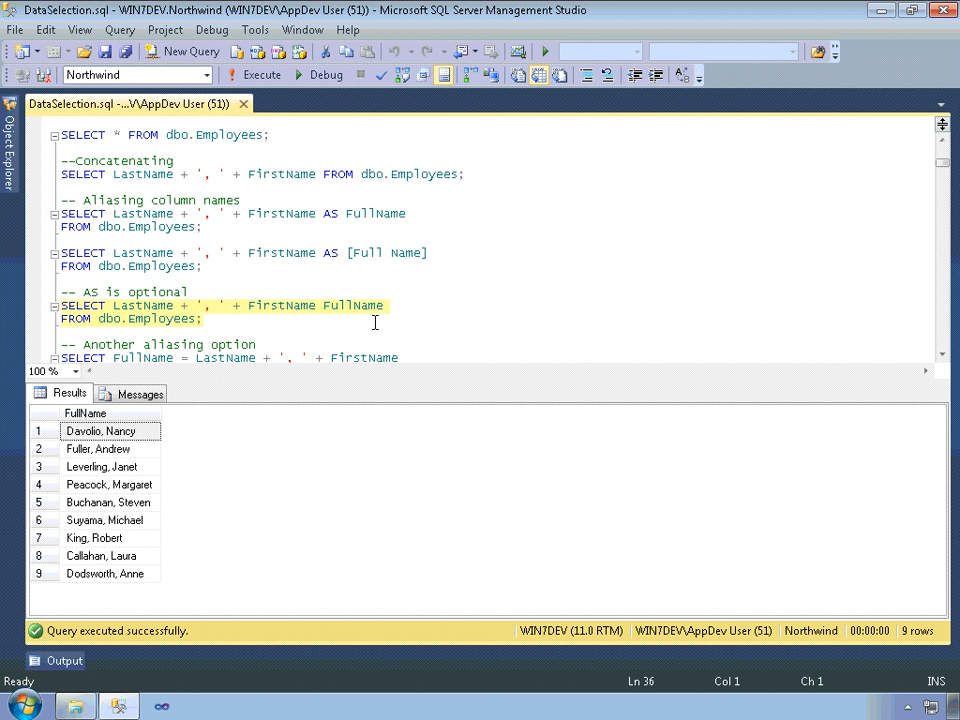 DataSelection.sql - WIN7DEV.Northwind (WIN7DEV\AppDev User (51)) - Microsoft SQL Server Management Studio
File Edit View Query Project Debug Tools Window Help
New Query
Northwind Execute Debug
DataSelection.sql -...V\AppDev User (51))
Object Explorer
SELECT * FROM dbo.Employees;
--Concatenating
SELECT LastName + ', ' + FirstName FROM dbo.Employees;
-- Aliasing column names
SELECT LastName + ', ' + FirstName AS FullName
FROM dbo.Employees;
SELECT LastName + ', ' + FirstName AS [Full Name]
FROM dbo.Employees;
-- AS is optional
SELECT LastName + ', ' + FirstName FullName
FROM dbo.Employees;
-- Another aliasing option
SELECT FullName = LastName + ', ' + FirstName
100 %
Results Messages
FullName
1 Davolio, Nancy
2 Fuller, Andrew
3 Leverling, Janet
4 Peacock, Margaret
5 Buchanan, Steven
6 Suyama, Michael
7 King, Robert
8 Callahan, Laura
9 Dodsworth, Anne
Query executed successfully. WIN7DEV (11.0 RTM) WIN7DEV\AppDev User (51) Northwind 00:00:00 9 rows
Output
Ready Ln 36 Col 1 Ch 1 INS